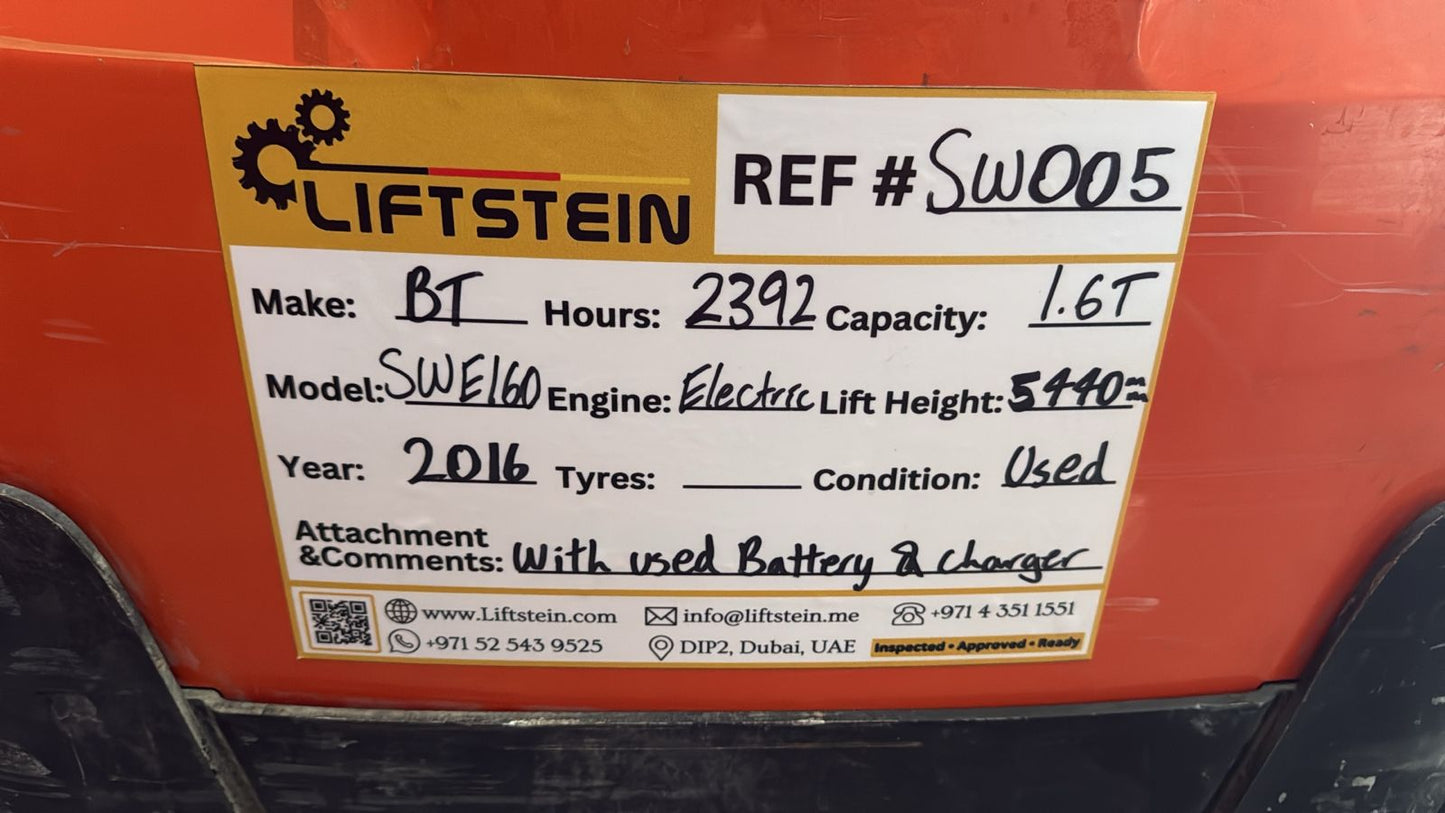 LIFTSTEIN
REF # SW005
Make: BT Hours: 2392 Capacity: 1.6T
Model: SWE160 Engine: Electric Lift Height: 5440mm
Year: 2016 Tyres: Condition: Used
Attachment
&Comments: With used Battery & charger
www.Liftstein.com info@liftstein.me +971 4 351 1551
+971 52 543 9525 DIP2, Dubai, UAE Inspected • Approved • Ready